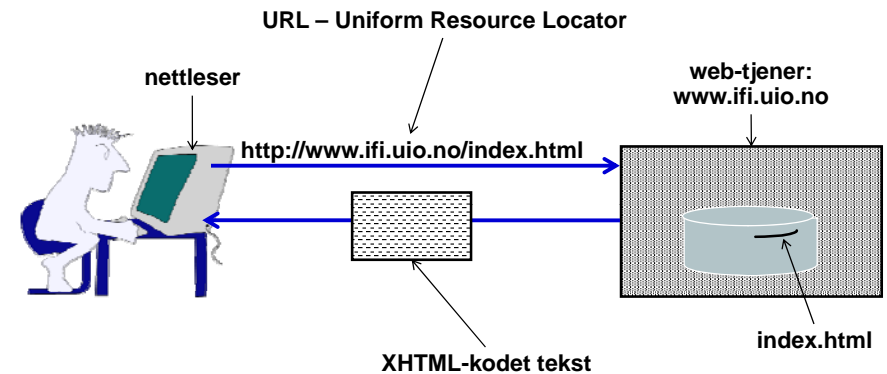 URL – Uniform Resource Locator
nettleser
web-tjener:
www.ifi.uio.no
http://www.ifi.uio.no/index.html
index.html
XHTML-kodet tekst